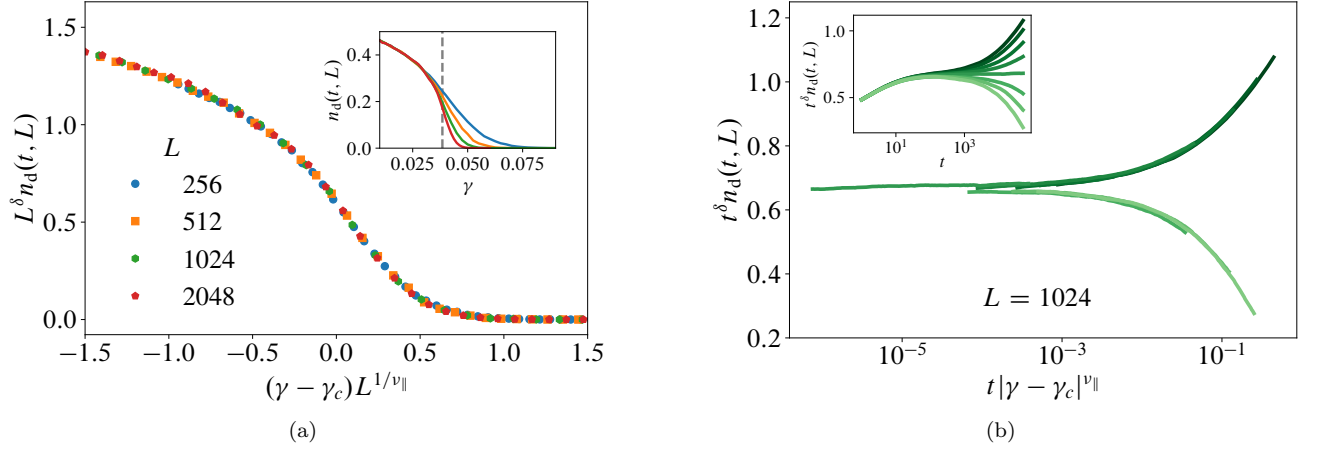 1.5
1.0
0.5
0.0
L^δ n_d(t, L)
L
256
512
1024
2048
0.4
0.2
0.0
n_d(t, L)
0.025 0.050 0.075
γ
−1.5 −1.0 −0.5 0.0 0.5 1.0 1.5
(γ − γ_c)L^{1/ν_∥}
(a)
1.2
1.0
0.8
0.6
0.4
0.2
t^δ n_d(t, L)
1.0
0.5
t^δ n_d(t, L)
10^1 10^3
t
L = 1024
10^{−5} 10^{−3} 10^{−1}
t|γ − γ_c|^{ν_∥}
(b)